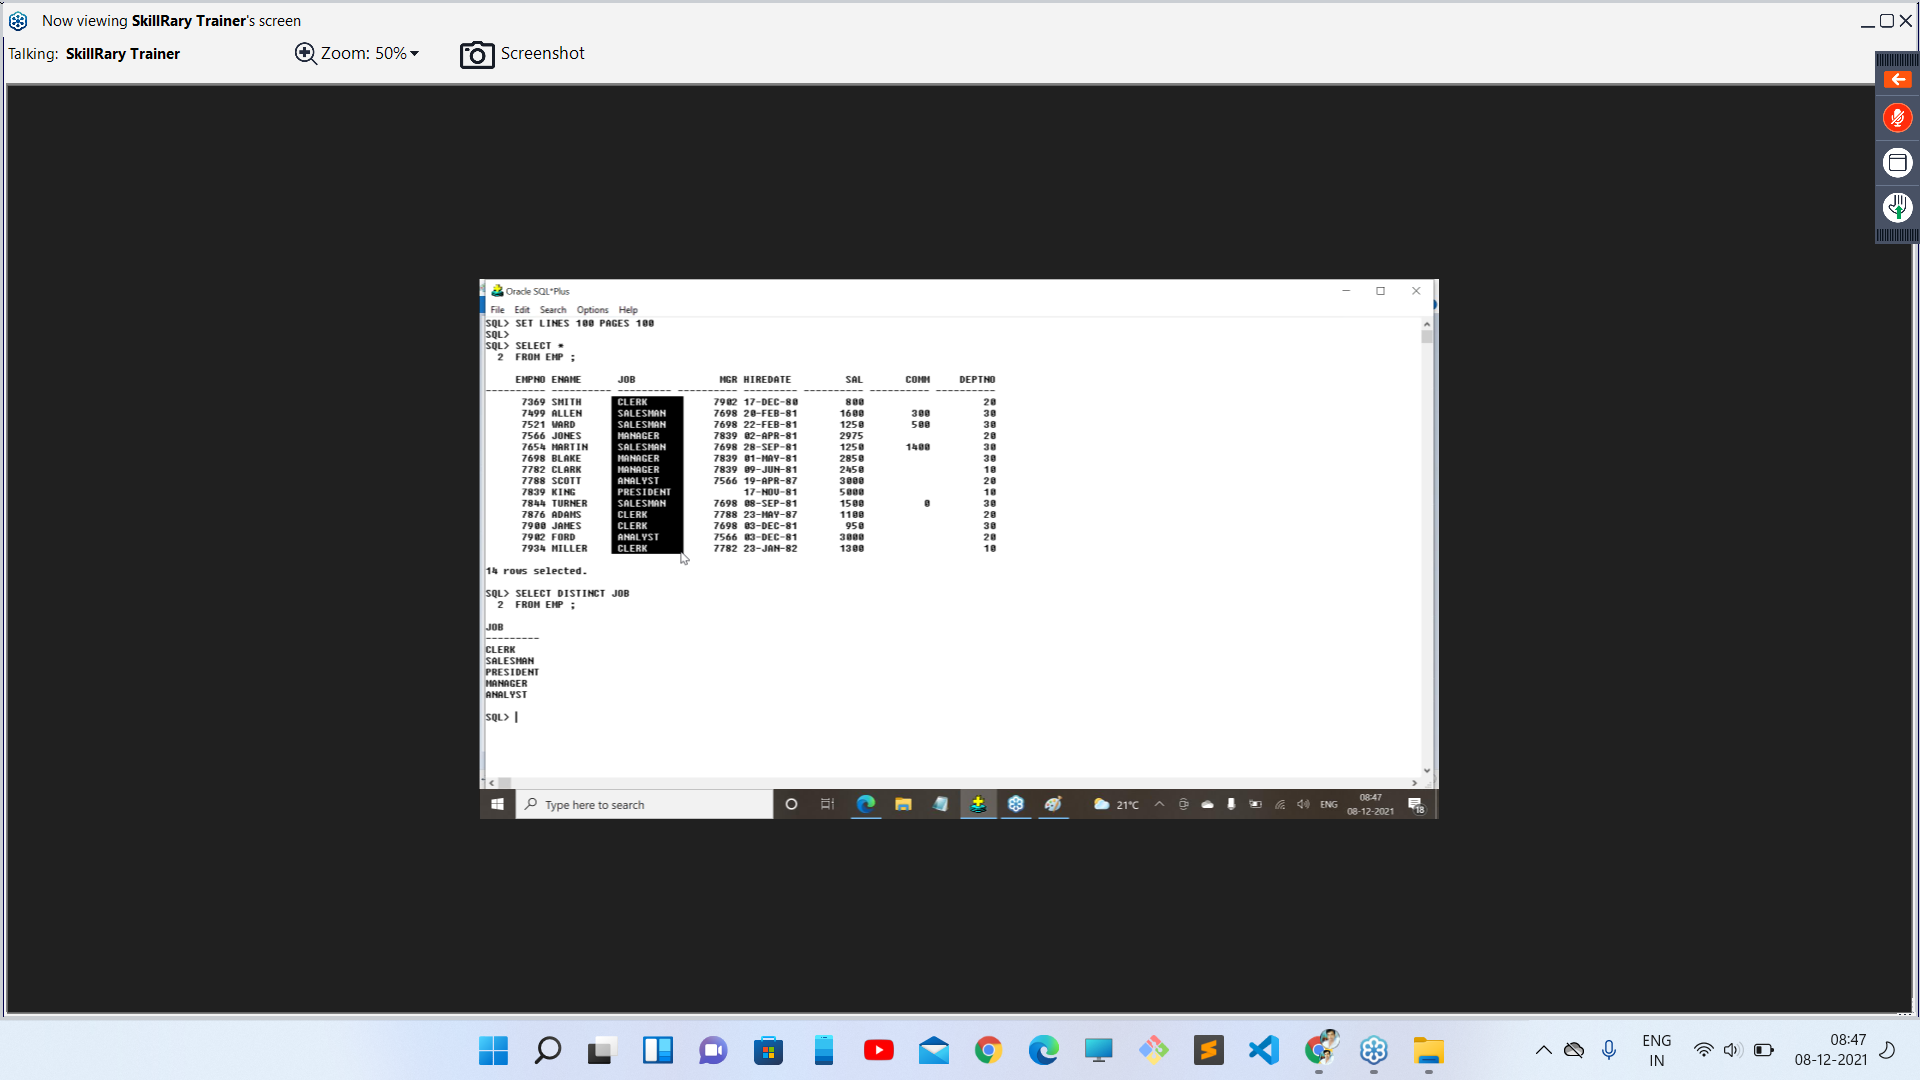 Now viewing SkillRary Trainer's screen
Talking: SkillRary Trainer
Zoom: 50%
Screenshot
Oracle SQL*Plus
File Edit Search Options Help
SQL> SET LINES 100 PAGES 100
SQL>
SQL> SELECT *
2 FROM EMP ;
EMPNO ENAME JOB MGR HIREDATE SAL COMM DEPTNO
---------- ---------- --------- ---------- --------- ---------- ---------- ----------
7369 SMITH CLERK 7902 17-DEC-80 800 20
7499 ALLEN SALESMAN 7698 20-FEB-81 1600 300 30
7521 WARD SALESMAN 7698 22-FEB-81 1250 500 30
7566 JONES MANAGER 7839 02-APR-81 2975 20
7654 MARTIN SALESMAN 7698 28-SEP-81 1250 1400 30
7698 BLAKE MANAGER 7839 01-MAY-81 2850 30
7782 CLARK MANAGER 7839 09-JUN-81 2450 10
7788 SCOTT ANALYST 7566 19-APR-87 3000 20
7839 KING PRESIDENT 17-NOV-81 5000 10
7844 TURNER SALESMAN 7698 08-SEP-81 1500 0 30
7876 ADAMS CLERK 7788 23-MAY-87 1100 20
7900 JAMES CLERK 7698 03-DEC-81 950 30
7902 FORD ANALYST 7566 03-DEC-81 3000 20
7934 MILLER CLERK 7782 23-JAN-82 1300 10
14 rows selected.
SQL> SELECT DISTINCT JOB
2 FROM EMP ;
JOB
---------
CLERK
SALESMAN
PRESIDENT
MANAGER
ANALYST
SQL>
Type here to search
21°C
ENG
08:47
08-12-2021
18
ENG
IN
08:47
08-12-2021